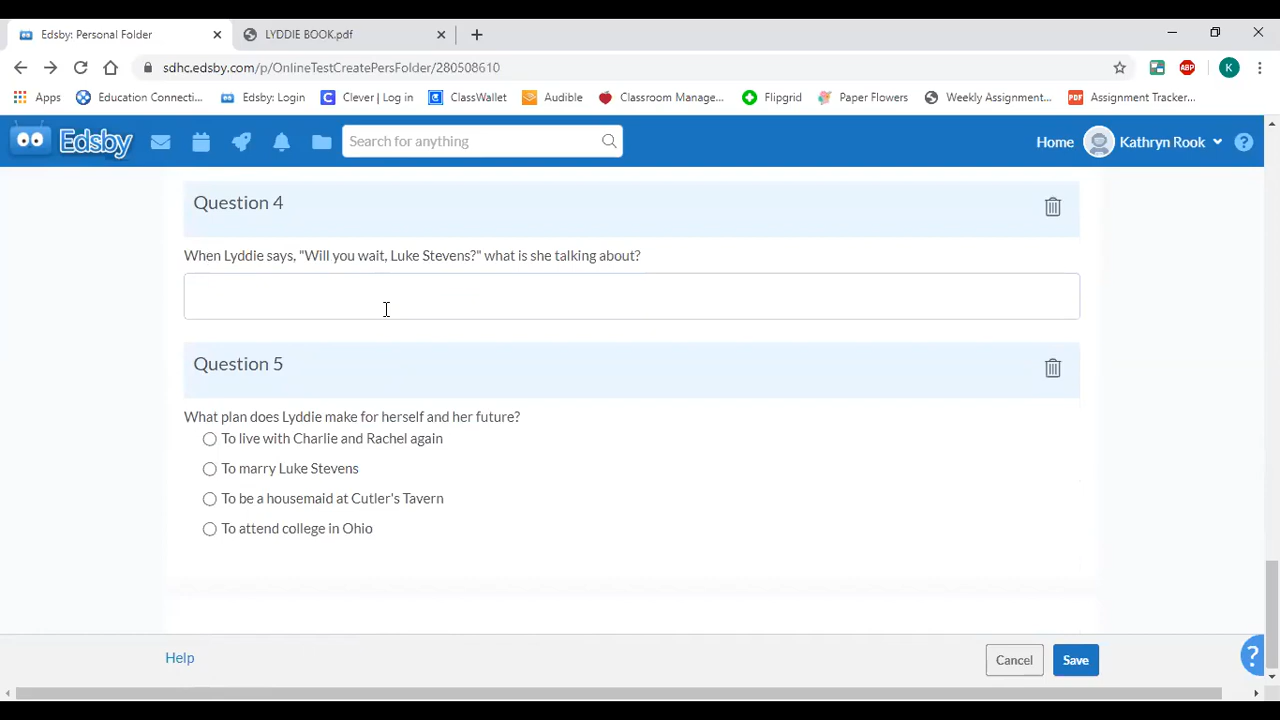 Edsby: Personal Folder
LYDDIE BOOK.pdf
sdhc.edsby.com/p/OnlineTestCreatePersFolder/280508610
ABP
K
Apps
Education Connecti...
Edsby: Login
Clever | Log in
ClassWallet
Audible
Classroom Manage...
Flipgrid
Paper Flowers
Weekly Assignment...
PDF
Assignment Tracker...
Edsby
Search for anything
Home
Kathryn Rook
?
Question 4
When Lyddie says, "Will you wait, Luke Stevens?" what is she talking about?
Question 5
What plan does Lyddie make for herself and her future?
To live with Charlie and Rachel again
To marry Luke Stevens
To be a housemaid at Cutler's Tavern
To attend college in Ohio
Help
Cancel
Save
?